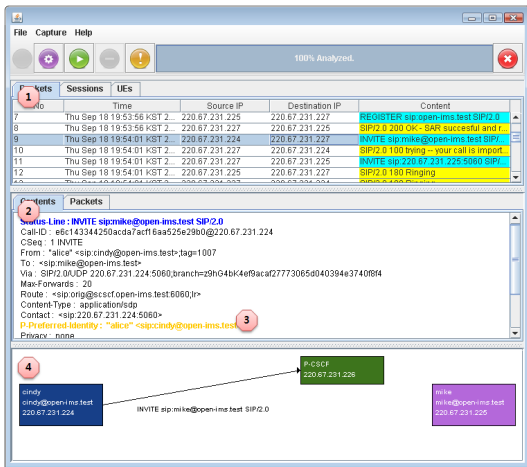 File Capture Help
100% Analyzed.
Packets Sessions UEs
1
No Time Source IP Destination IP Content
7 Thu Sep 18 19:53:56 KST 2... 220.67.231.225 220.67.231.227 REGISTER sip:open-ims.test SIP/2.0
8 Thu Sep 18 19:53:56 KST 2... 220.67.231.227 220.67.231.225 SIP/2.0 200 OK - SAR succesful and r...
9 Thu Sep 18 19:54:01 KST 2... 220.67.231.224 220.67.231.227 INVITE sip:mike@open-ims.test SIP/...
10 Thu Sep 18 19:54:01 KST 2... 220.67.231.227 220.67.231.224 SIP/2.0 100 trying -- your call is import...
11 Thu Sep 18 19:54:01 KST 2... 220.67.231.227 220.67.231.225 INVITE sip:220.67.231.225:5060 SIP/...
12 Thu Sep 18 19:54:01 KST 2... 220.67.231.225 220.67.231.227 SIP/2.0 180 Ringing
Contents Packets
2
Status-Line : INVITE sip:mike@open-ims.test SIP/2.0
Call-ID : e6c143344250acda7acf16aa525e29b0@220.67.231.224
CSeq : 1 INVITE
From : "alice" <sip:cindy@open-ims.test>;tag=1007
To : <sip:mike@open-ims.test>
Via : SIP/2.0/UDP 220.67.231.224:5060;branch=z9hG4bK4ef9acaf27773065d040394e3740f8f4
Max-Forwards : 20
Route : <sip:orig@scscf.open-ims.test:6060;lr>
Content-Type : application/sdp
Contact : <sip:220.67.231.224:5060>
P-Preferred-Identity : "alice" <sip:cindy@open-ims.test>
3
Privacy : none
4
P-CSCF
220.67.231.226
cindy
cindy@open-ims.test
220.67.231.224
INVITE sip:mike@open-ims.test SIP/2.0
mike
mike@open-ims.test
220.67.231.225